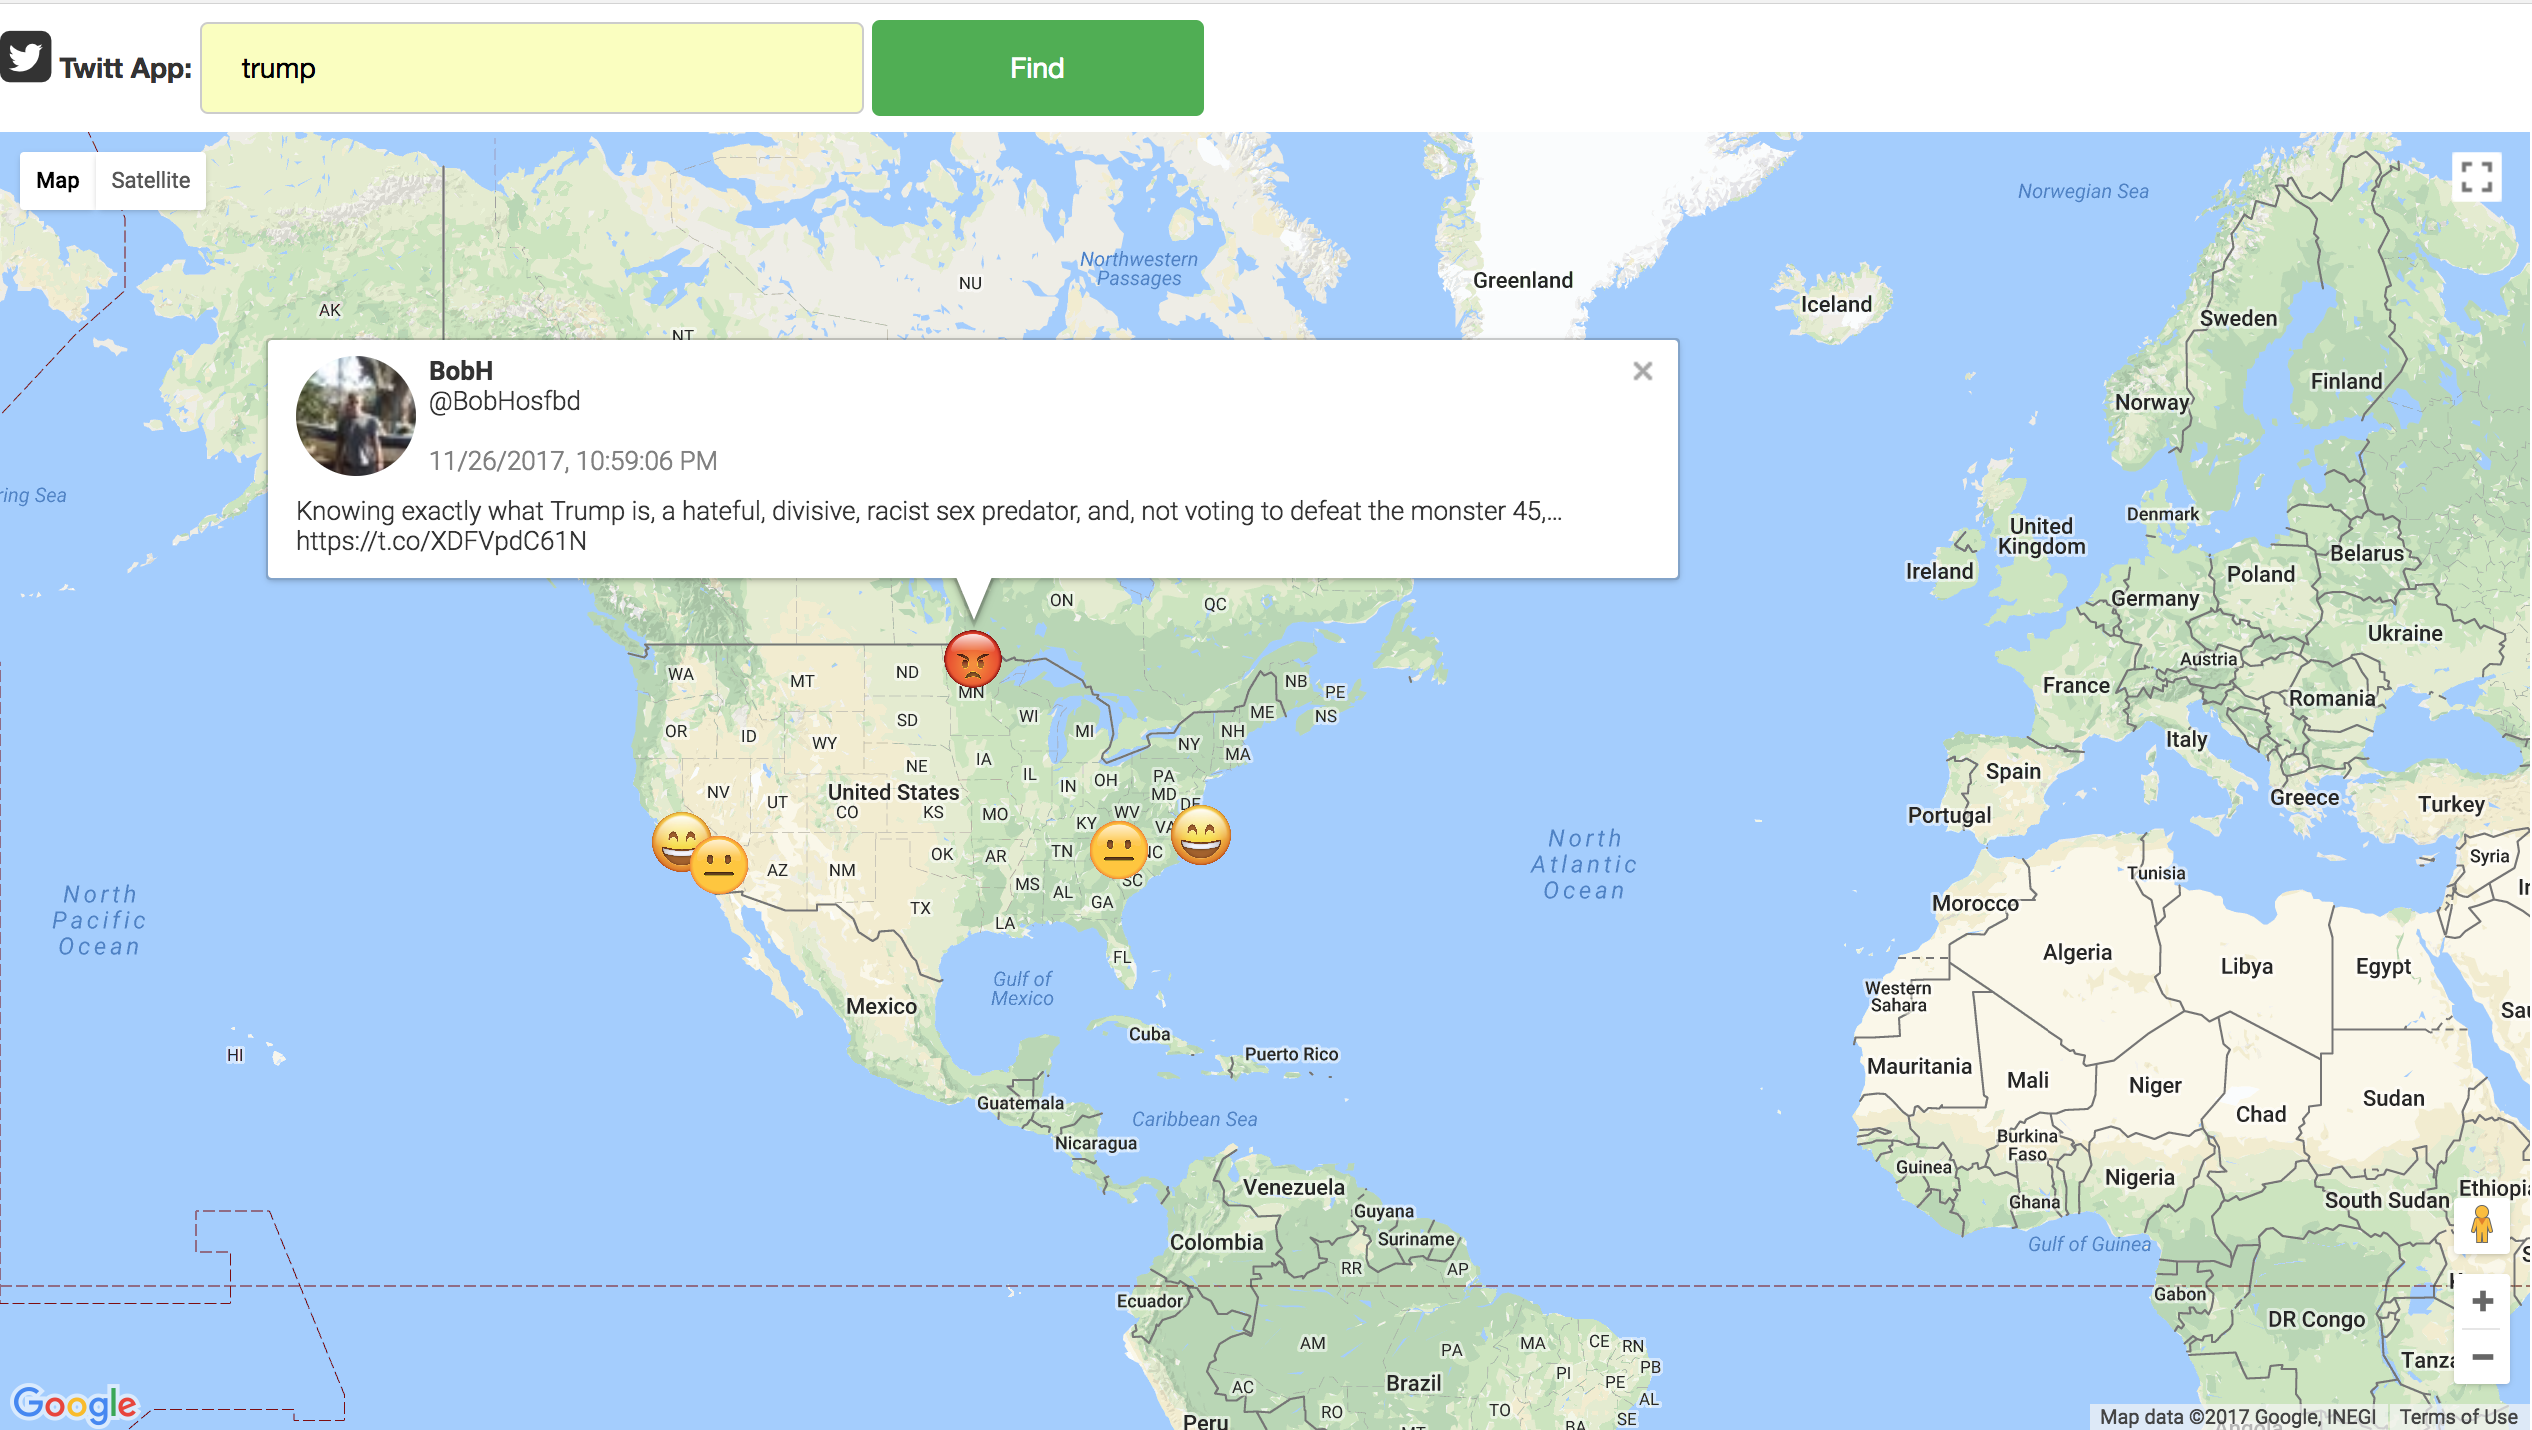 Twitt App: trump Find
Map Satellite
Norwegian Sea
Northwestern
Passages
NU
Greenland
AK
Iceland
Sweden
NT
BobH
@BobHosfbd
11/26/2017, 10:59:06 PM
Knowing exactly what Trump is, a hateful, divisive, racist sex predator, and, not voting to defeat the monster 45,...
https://t.co/XDFVpdC61N
Finland
Norway
ring Sea
Denmark
United
Kingdom
Belarus
Ireland
Poland
Germany
ON
QC
Ukraine
Austria
WA
MT
ND
MN
NB
PE
France
Romania
OR
ID
SD
WI
MI
ME
NS
NH
NY
MA
WY
Italy
NE
IA
IL
IN
OH
PA
MD
DE
Spain
NV
UT
United States
CO
KS
MO
KY
WV
VA
Portugal
Greece
Turkey
North
Atlantic
Ocean
AZ
NM
OK
AR
TN
NC
SC
MS
AL
GA
Syria
Tunisia
North
Pacific
Ocean
TX
LA
Morocco
FL
Algeria
Libya
Egypt
Gulf of
Mexico
Mexico
Western
Sahara
Sau
Cuba
HI
Puerto Rico
Mauritania
Mali
Niger
Guatemala
Caribbean Sea
Chad
Sudan
Nicaragua
Burkina
Faso
Guinea
Nigeria
Venezuela
Ghana
South Sudan
Ethiopi
Guyana
Colombia
Suriname
Gulf of Guinea
RR
AP
Ecuador
Gabon
DR Congo
AM
PA
MA
CE
RN
PB
PI
PE
Tanza
AC
Brazil
AL
RO
TO
SE
BA
Peru
MT
Google
Angola
Map data ©2017 Google, INEGI Terms of Use